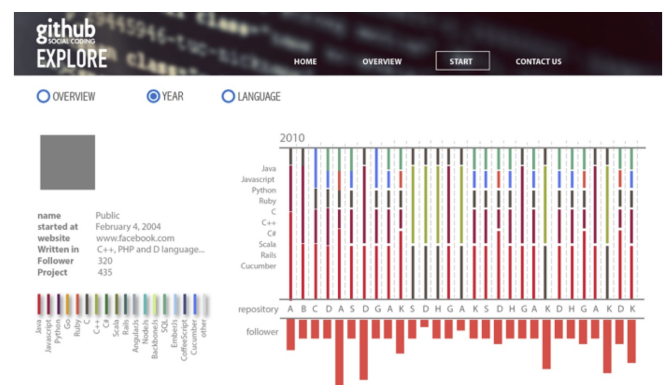 github
SOCIAL CODING
EXPLORE
HOME OVERVIEW START CONTACT US
OVERVIEW YEAR LANGUAGE
2010
Java
Javascript
Python
Ruby
C
C++
C#
Scala
Rails
Cucumber
name Public
started at February 4, 2004
website www.facebook.com
Written in C++, PHP and D language...
Follower 320
Project 435
Java Javascript Python Go Ruby C C++ C# Scala Rails AngularJs NodeJs BackboneJs SQL EmberJs CoffeeScript Cucumber other
repository A B C D A S D G A K S D H G A K S D H G A K D H G A K D K
follower